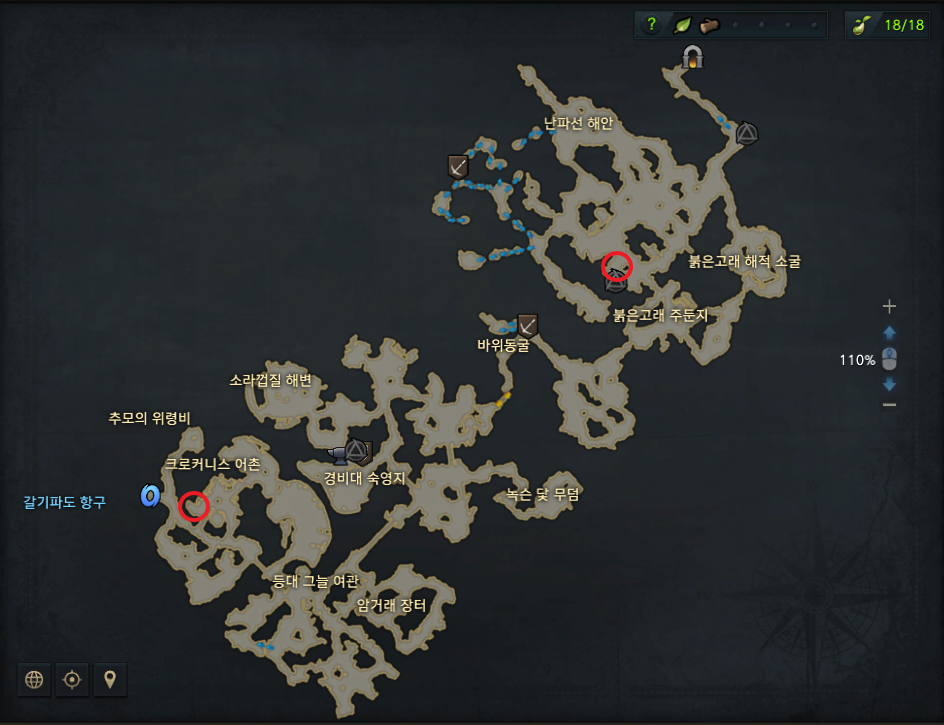 ? 18/18
난파선 해안
붉은고래 해적 소굴
붉은고래 주둔지
바위동굴
110%
소라껍질 해변
추모의 위령비
크로커니스 어촌
경비대 숙영지
녹슨 닻 무덤
갈기파도 항구
등대 그늘 여관
암거래 장터